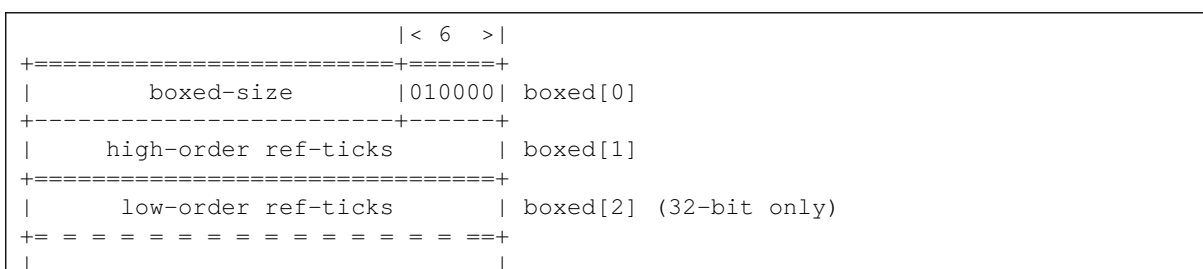 |< 6  >|
+=========================+======+
|        boxed-size       |010000| boxed[0]
+-------------------------+------+
|     high-order ref-ticks       | boxed[1]
+================================+
|      low-order ref-ticks       | boxed[2] (32-bit only)
+= = = = = = = = = = = = = = = ==+
|                                |